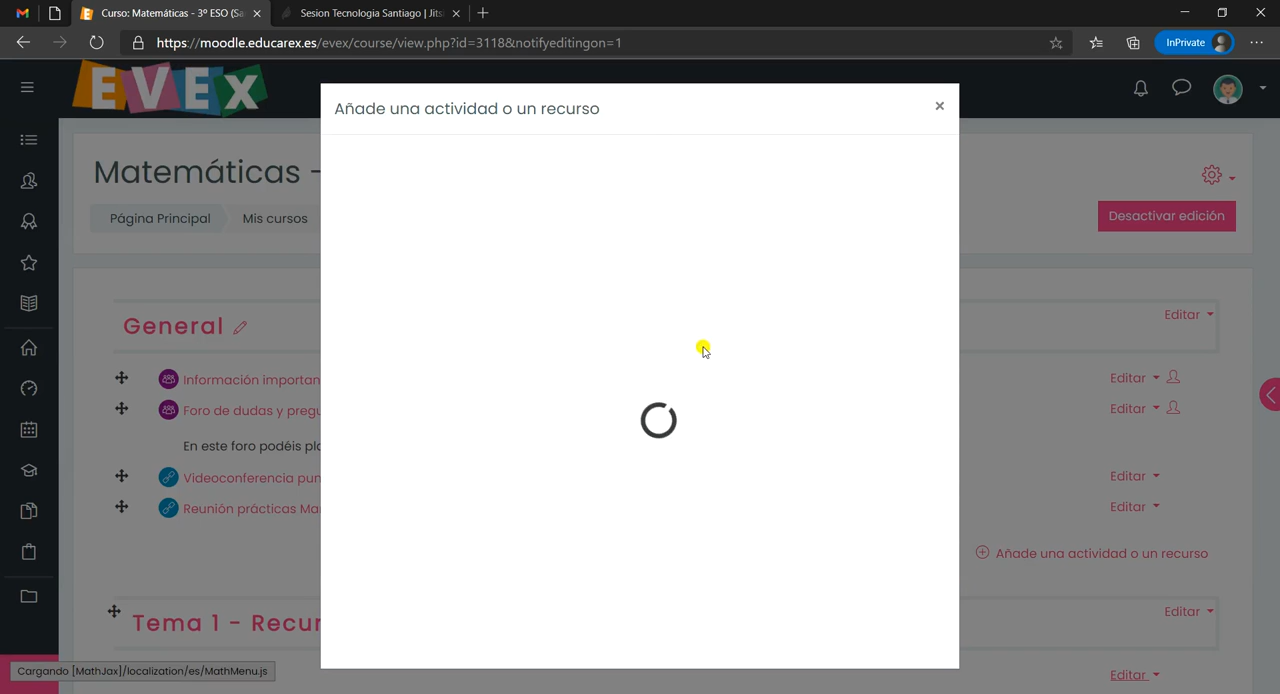 Curso: Matemáticas - 3º ESO (Sa
Sesion Tecnologia Santiago | Jits
https://moodle.educarex.es/evex/course/view.php?id=3118&notifyeditingon=1
InPrivate
EVEX
Añade una actividad o un recurso
×
Matemáticas -
Página Principal
Mis cursos
Desactivar edición
General
Editar
Información importan
Editar
Foro de dudas y pregu
Editar
En este foro podéis pla
Videoconferencia pun
Editar
Reunión prácticas Ma
Editar
Añade una actividad o un recurso
Tema 1 - Recur
Editar
Cargando [MathJax]/localization/es/MathMenu.js
Editar